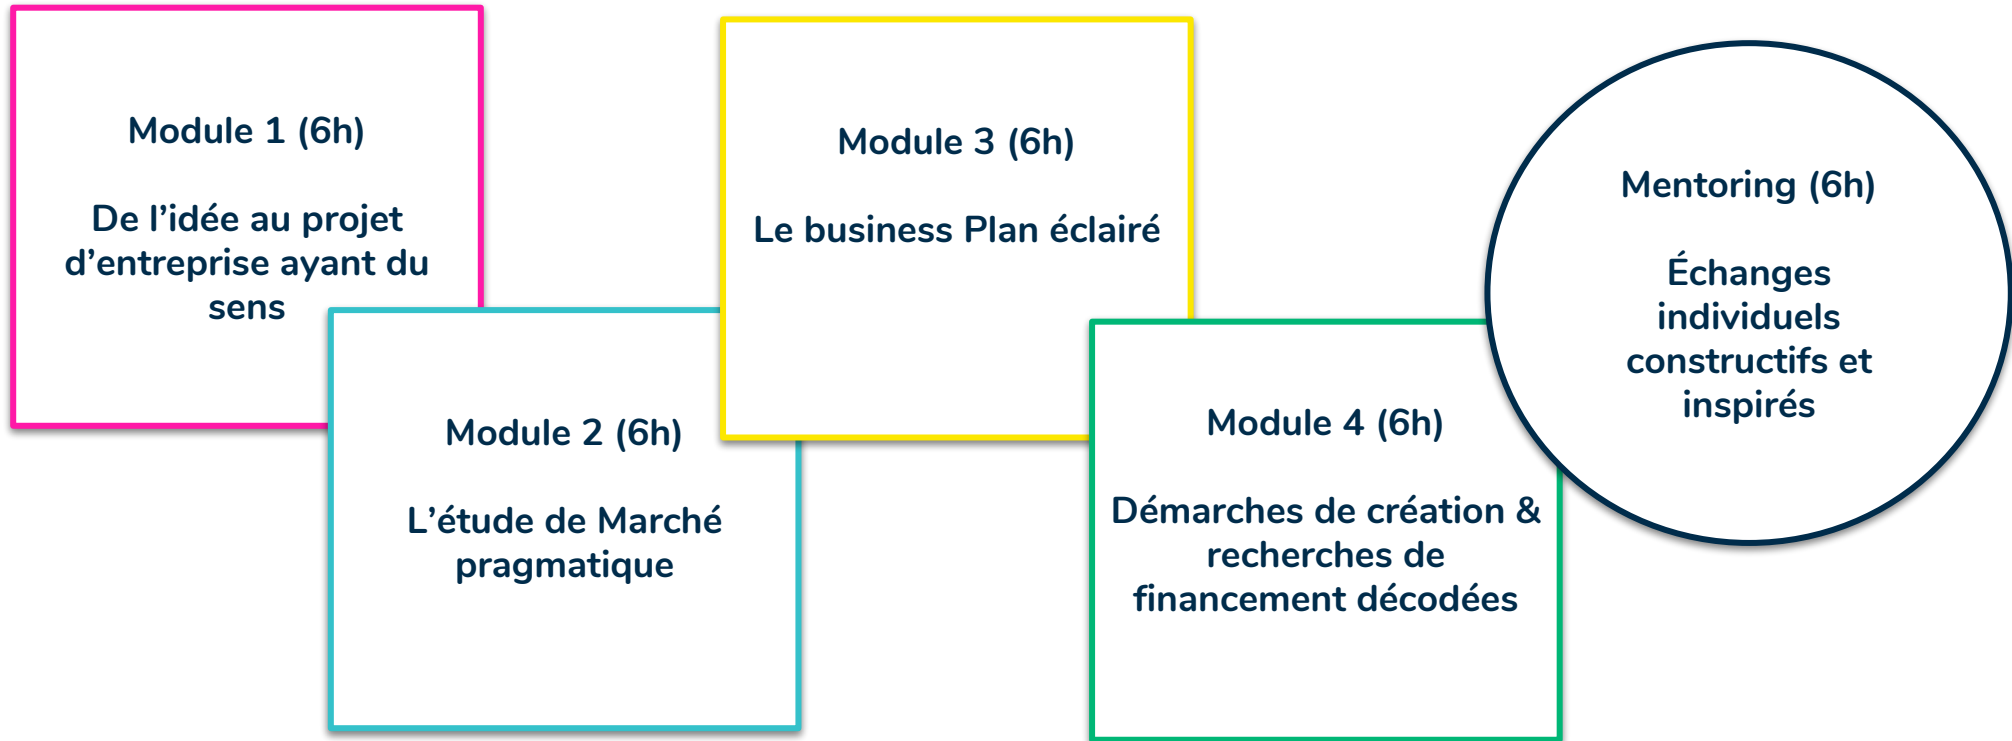 Module 1 (6h)
De l’idée au projet
d’entreprise ayant du
sens
Module 2 (6h)
L’étude de Marché
pragmatique
Module 3 (6h)
Le business Plan éclairé
Module 4 (6h)
Démarches de création &
recherches de
financement décodées
Mentoring (6h)
Échanges
individuels
constructifs et
inspirés